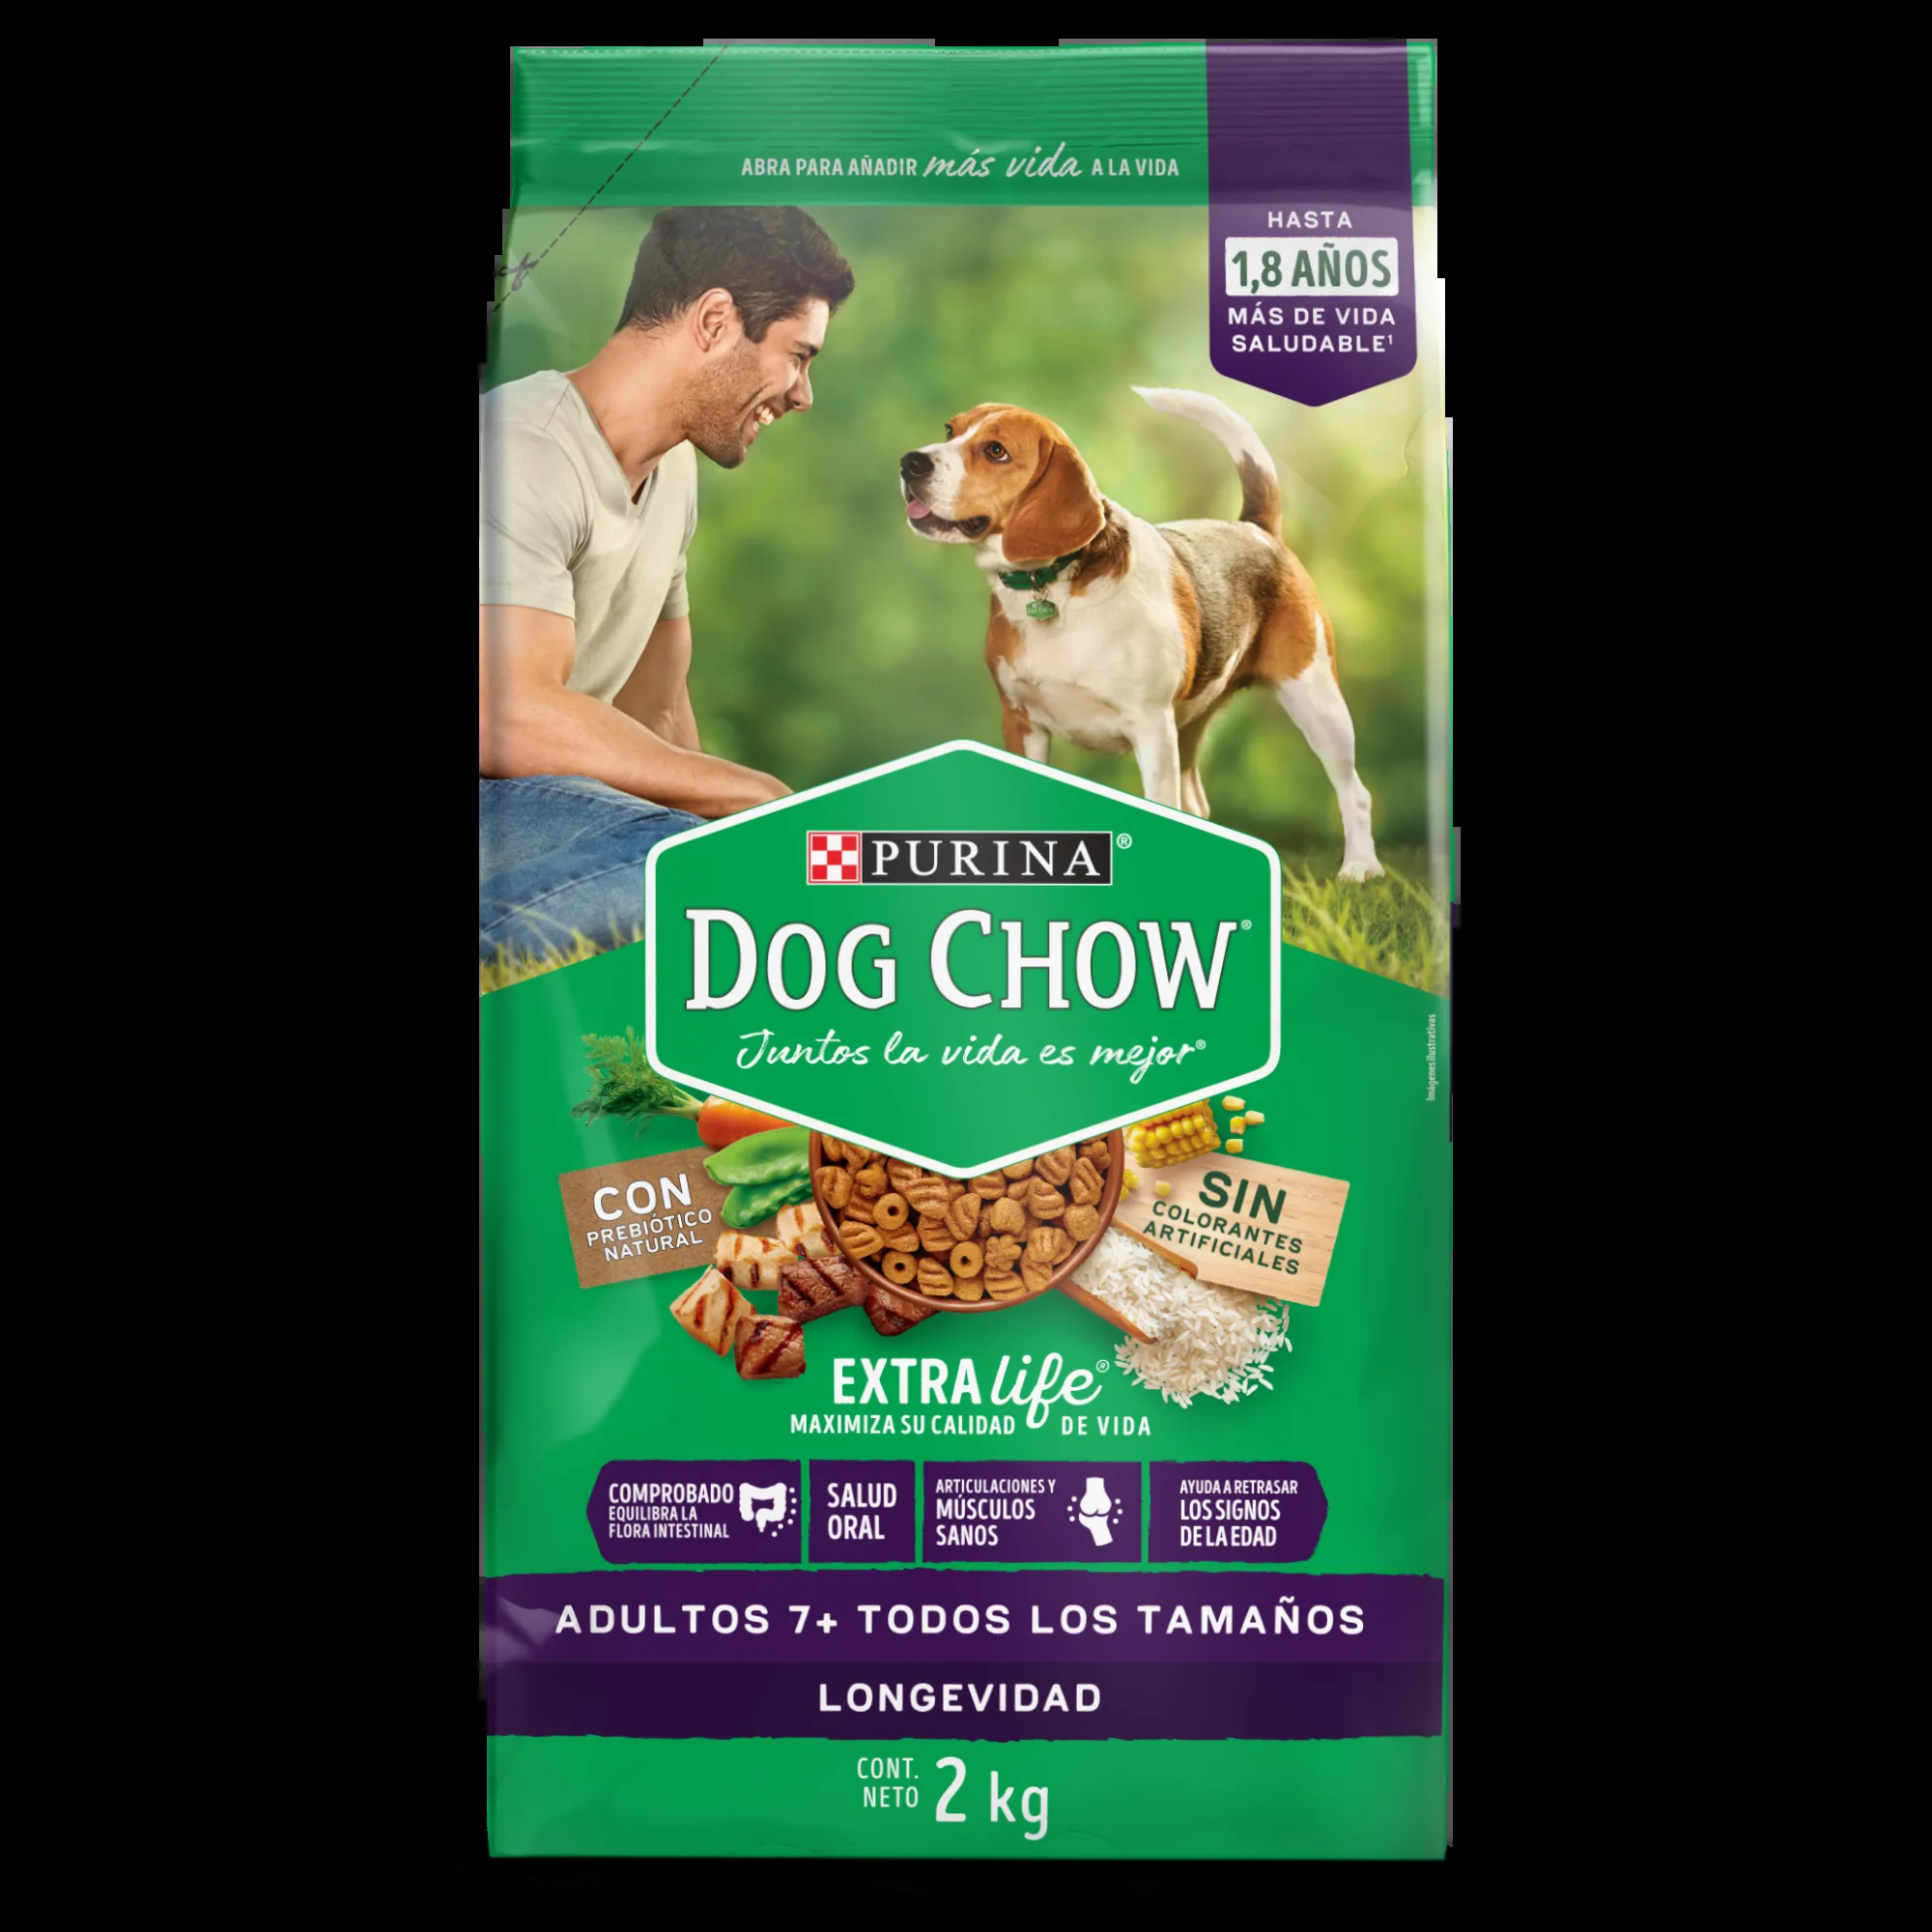 ABRA PARA AÑADIR más vida A LA VIDA
HASTA
1,8 AÑOS
MÁS DE VIDA
SALUDABLE¹
PURINA®
DOG CHOW®
Juntos la vida es mejor®
Imágenes ilustrativas
CON
PREBIÓTICO
NATURAL
SIN
COLORANTES
ARTIFICIALES
EXTRA life®
MAXIMIZA SU CALIDAD DE VIDA
COMPROBADO
EQUILIBRA LA
FLORA INTESTINAL
SALUD
ORAL
ARTICULACIONES Y
MÚSCULOS
SANOS
AYUDA A RETRASAR
LOS SIGNOS
DE LA EDAD
ADULTOS 7+ TODOS LOS TAMAÑOS
LONGEVIDAD
CONT.
NETO 2 kg